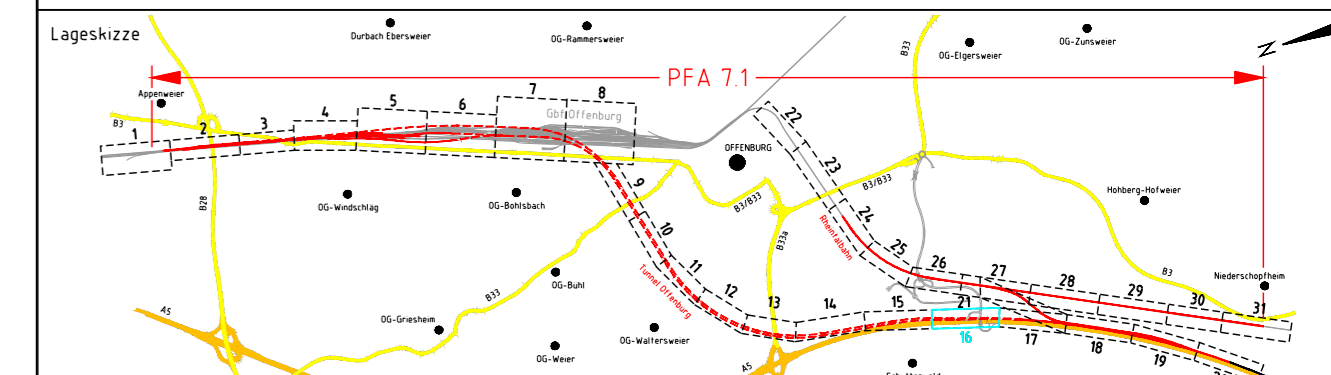 Lageskizze
Durbach Ebersweier
OG-Rammersweier
B33
OG-Elgersweier
OG-Zunsweier
N
PFA 7.1
Appenweier
B3
1
2
3
4
5
6
7
8
Gbf Offenburg
22
OFFENBURG
23
B3/B33
B3/B33
Hohberg-Hofweier
B28
OG-Windschläg
OG-Bohlsbach
9
10
24
Rheintalbahn
25
B33a
26
27
28
29
30
31
B3
Niederschopfheim
OG-Bühl
B33
Tunnel Offenburg
11
12
13
14
15
21
16
17
18
19
A5
OG-Griesheim
OG-Weier
OG-Waltersweier
A5